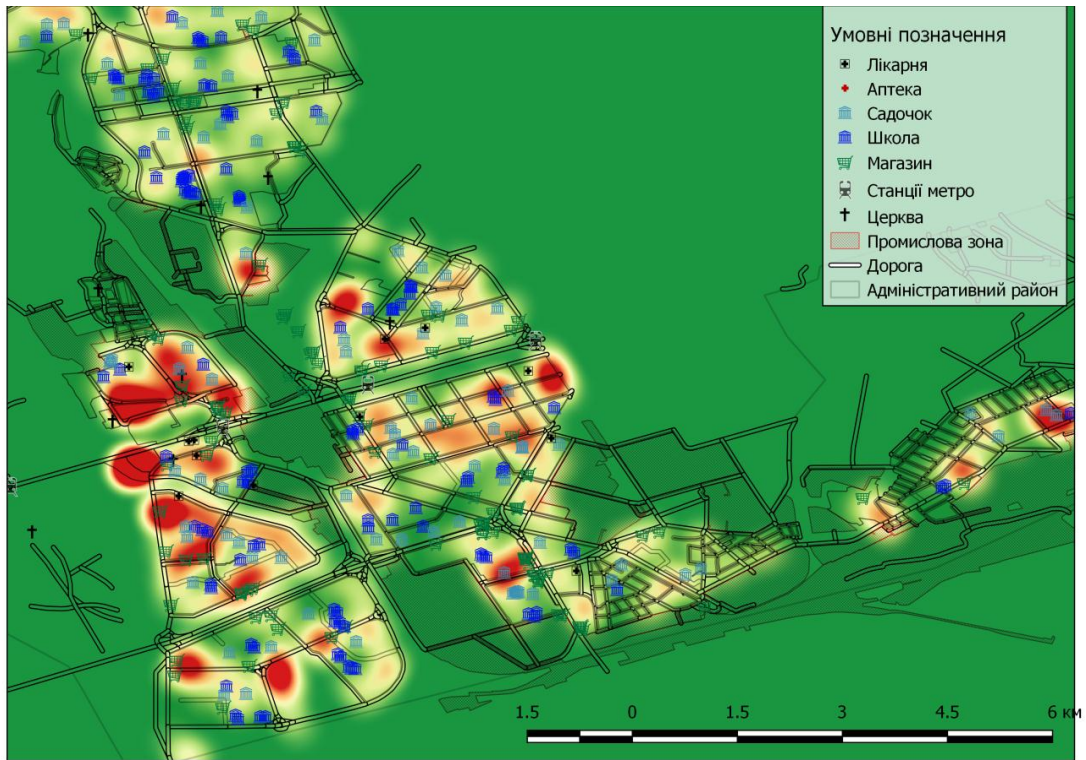 Умовні позначення
Лікарня
Аптека
Садочок
Школа
Магазин
Станції метро
Церква
Промислова зона
Дорога
Адміністративний район
1.5 0 1.5 3 4.5 6 км